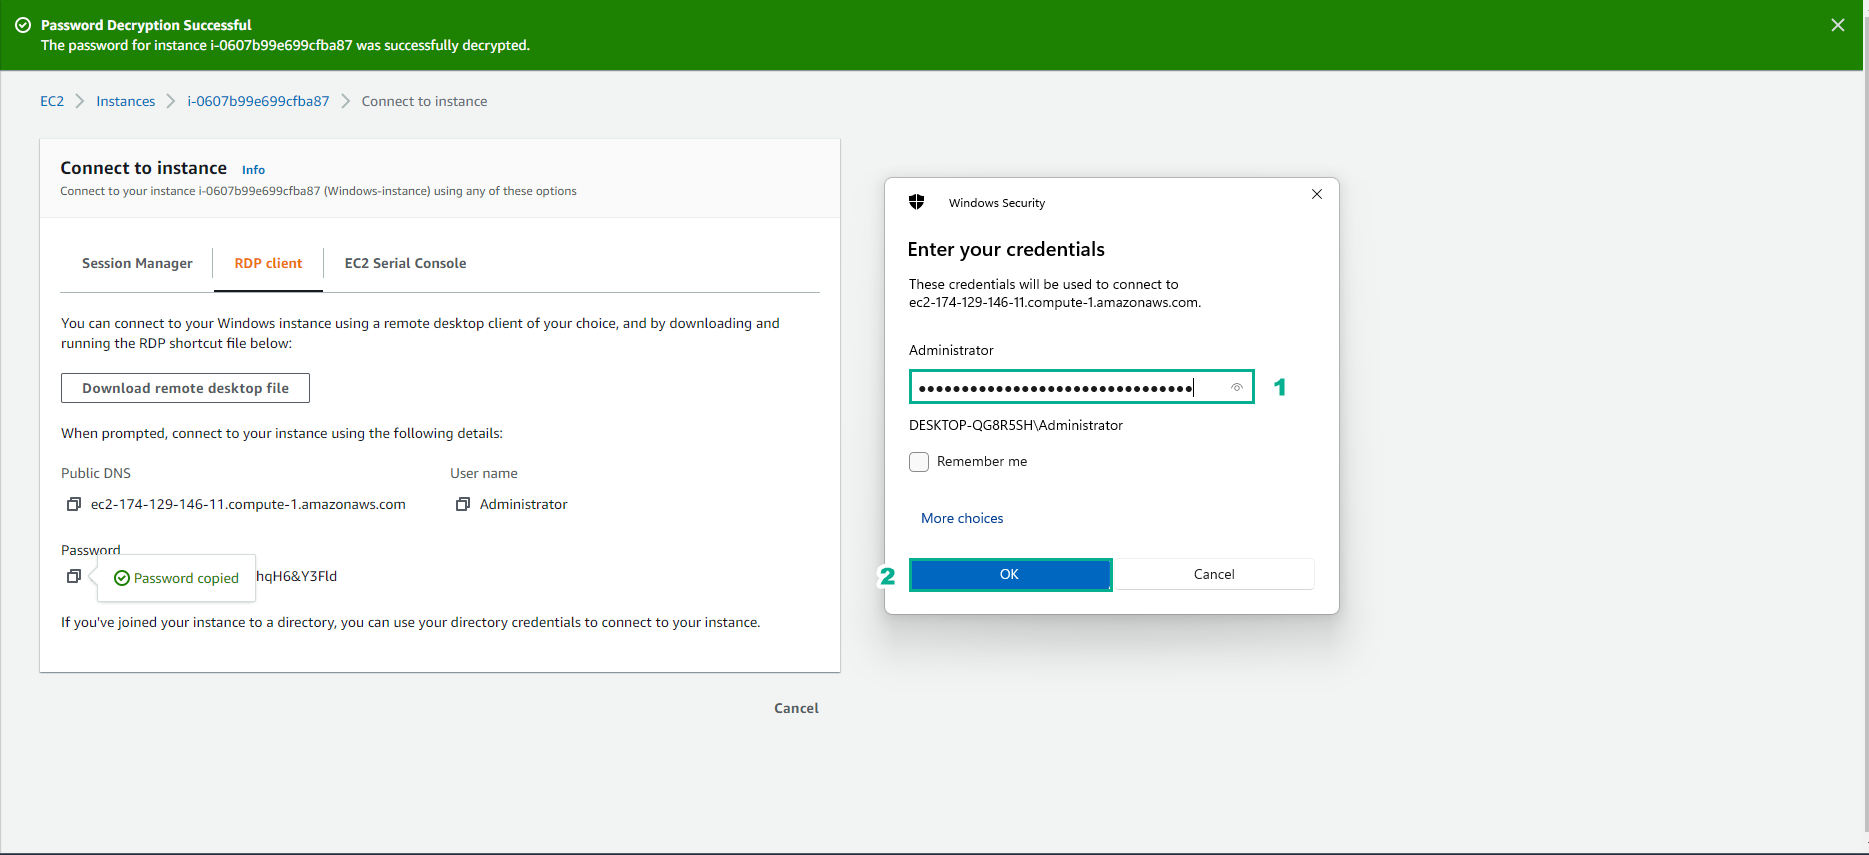 Password Decryption Successful
The password for instance i-0607b99e699cfba87 was successfully decrypted.
EC2 Instances i-0607b99e699cfba87 Connect to instance
Connect to instance Info
Connect to your instance i-0607b99e699cfba87 (Windows-instance) using any of these options
Session Manager RDP client EC2 Serial Console
You can connect to your Windows instance using a remote desktop client of your choice, and by downloading and
running the RDP shortcut file below:
Download remote desktop file
When prompted, connect to your instance using the following details:
Public DNS User name
ec2-174-129-146-11.compute-1.amazonaws.com Administrator
Password
Password copied hqH6&Y3Fld
If you've joined your instance to a directory, you can use your directory credentials to connect to your instance.
Cancel
Windows Security
Enter your credentials
These credentials will be used to connect to
ec2-174-129-146-11.compute-1.amazonaws.com.
Administrator
●●●●●●●●●●●●●●●●●●●●●●●●●●●●●●●● 1
DESKTOP-QG8R5SH\Administrator
Remember me
More choices
2 OK Cancel